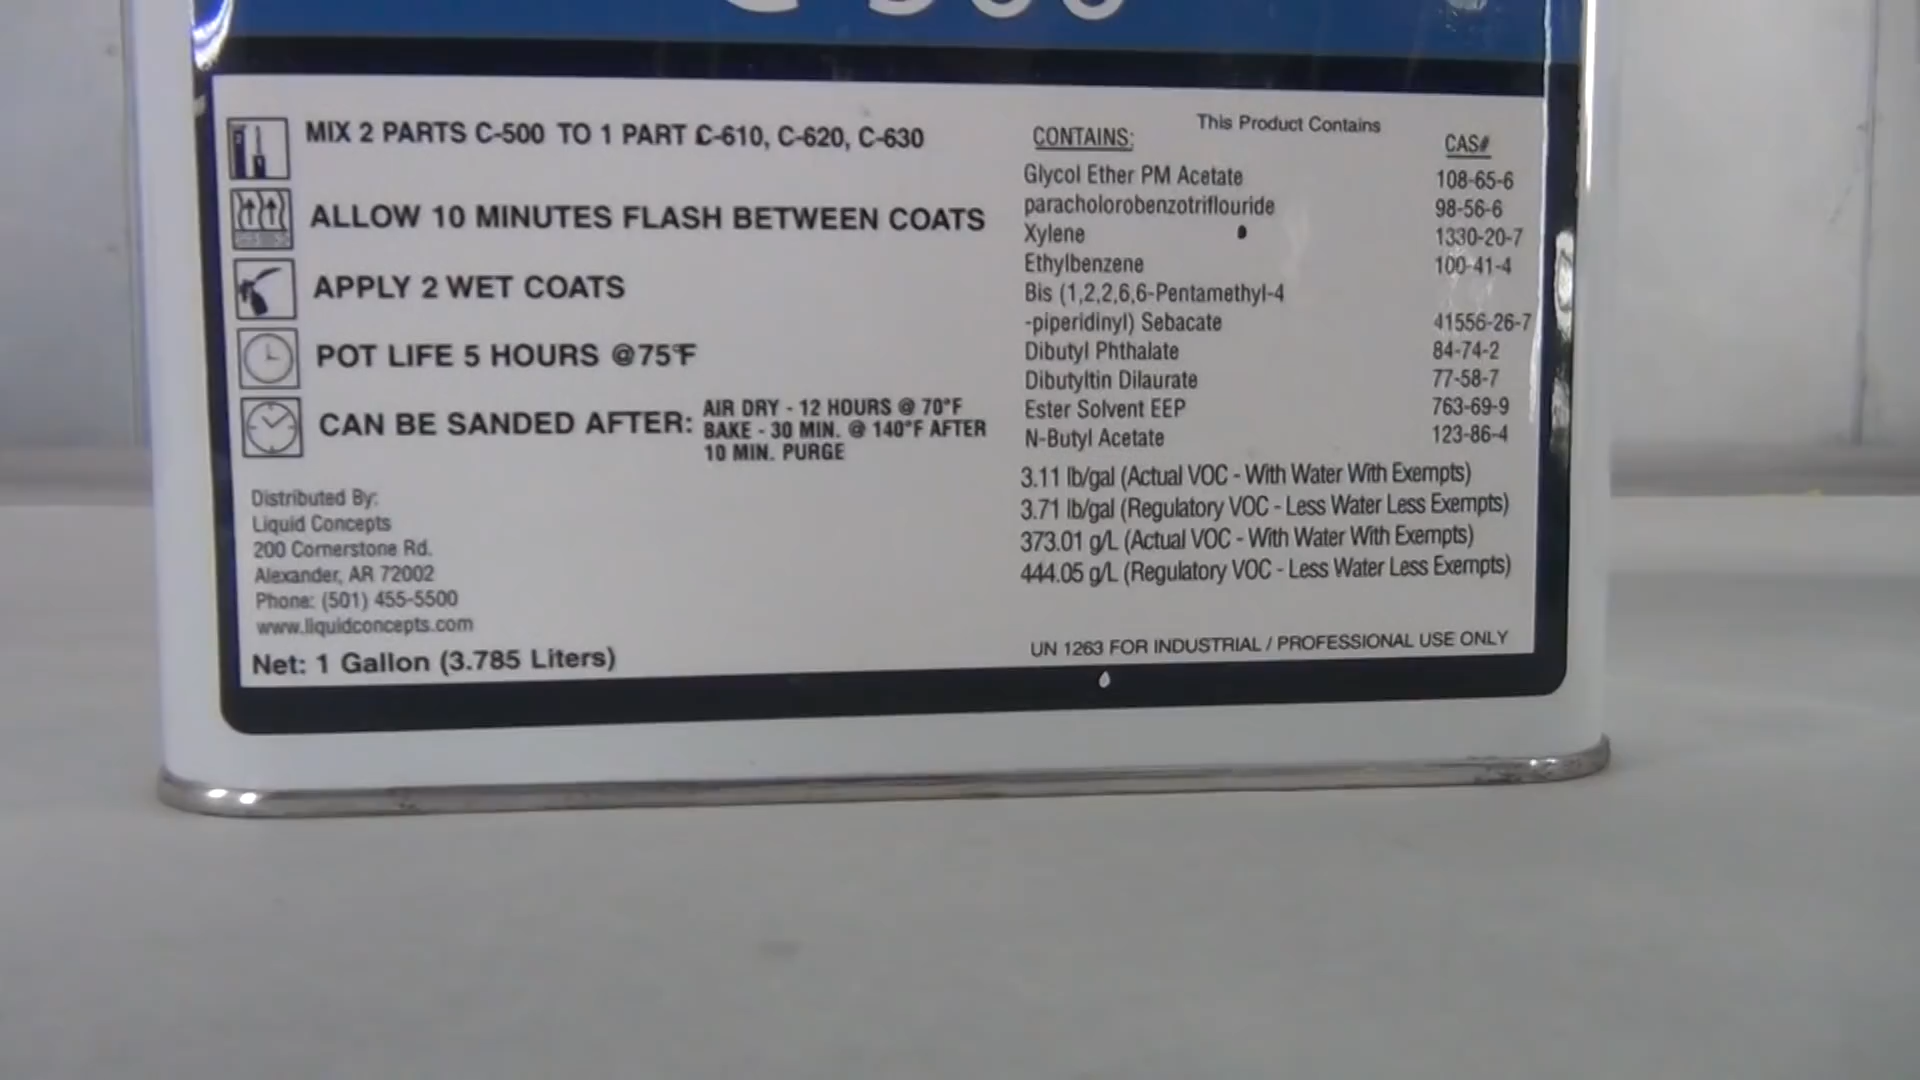 C-500
MIX 2 PARTS C-500 TO 1 PART C-610, C-620, C-630
ALLOW 10 MINUTES FLASH BETWEEN COATS
APPLY 2 WET COATS
POT LIFE 5 HOURS @75°F
CAN BE SANDED AFTER:
AIR DRY - 12 HOURS @ 70°F
BAKE - 30 MIN. @ 140°F AFTER
10 MIN. PURGE
Distributed By:
Liquid Concepts
200 Cornerstone Rd.
Alexander, AR 72002
Phone: (501) 455-5500
www.liquidconcepts.com
Net: 1 Gallon (3.785 Liters)
This Product Contains
CONTAINS: CAS#
Glycol Ether PM Acetate 108-65-6
paracholorobenzotriflouride 98-56-6
Xylene 1330-20-7
Ethylbenzene 100-41-4
Bis (1,2,2,6,6-Pentamethyl-4
-piperidinyl) Sebacate 41556-26-7
Dibutyl Phthalate 84-74-2
Dibutyltin Dilaurate 77-58-7
Ester Solvent EEP 763-69-9
N-Butyl Acetate 123-86-4
3.11 lb/gal (Actual VOC - With Water With Exempts)
3.71 lb/gal (Regulatory VOC - Less Water Less Exempts)
373.01 g/L (Actual VOC - With Water With Exempts)
444.05 g/L (Regulatory VOC - Less Water Less Exempts)
UN 1263 FOR INDUSTRIAL / PROFESSIONAL USE ONLY